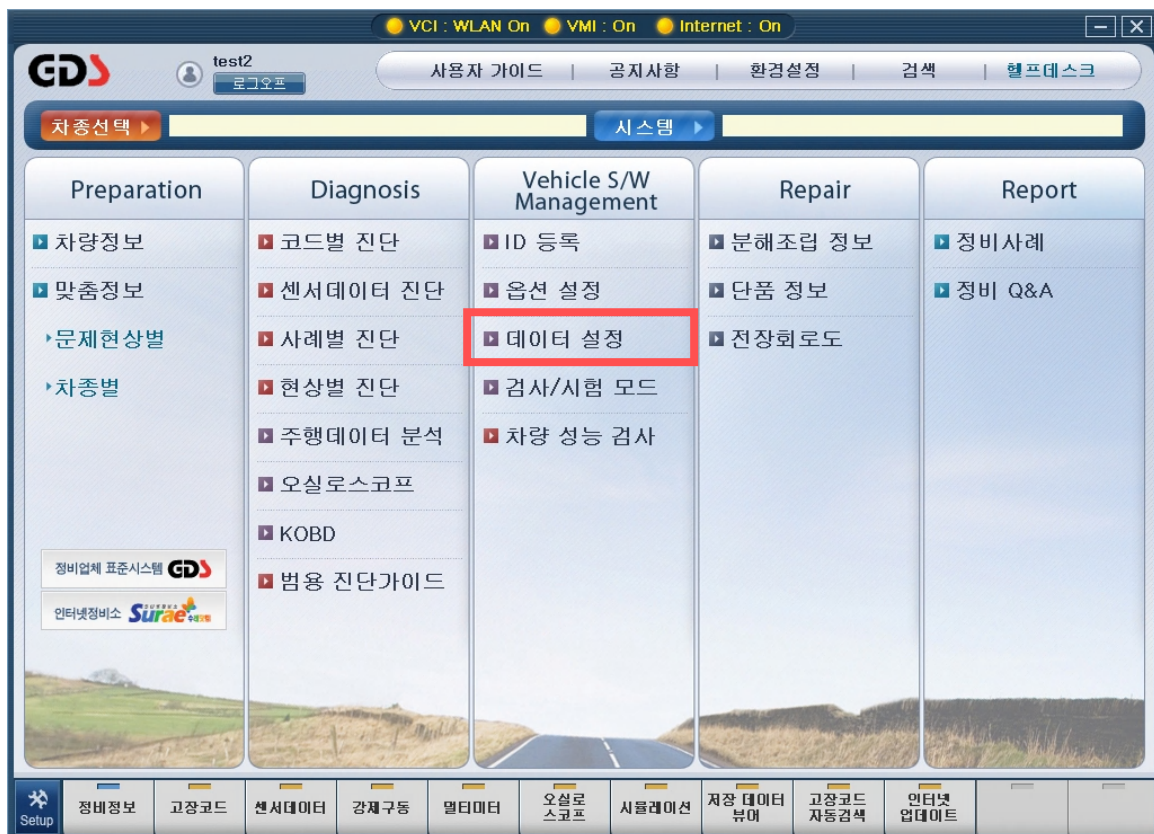 VCI : WLAN On VMI : On Internet : On
GDS
test2
로그오프
사용자 가이드 | 공지사항 | 환경설정 | 검색 | 헬프데스크
차종선택
시스템
Preparation
차량정보
맞춤정보
문제현상별
차종별
정비업체 표준시스템 GDS
인터넷정비소 Surae
Diagnosis
코드별 진단
센서데이터 진단
사례별 진단
현상별 진단
주행데이터 분석
오실로스코프
KOBD
범용 진단가이드
Vehicle S/W
Management
ID 등록
옵션 설정
데이터 설정
검사/시험 모드
차량 성능 검사
Repair
분해조립 정보
단품 정보
전장회로도
Report
정비사례
정비 Q&A
Setup
정비정보
고장코드
센서데이터
강제구동
멀티미터
오실로
스코프
시뮬레이션
저장 데이터
뷰어
고장코드
자동검색
인터넷
업데이트